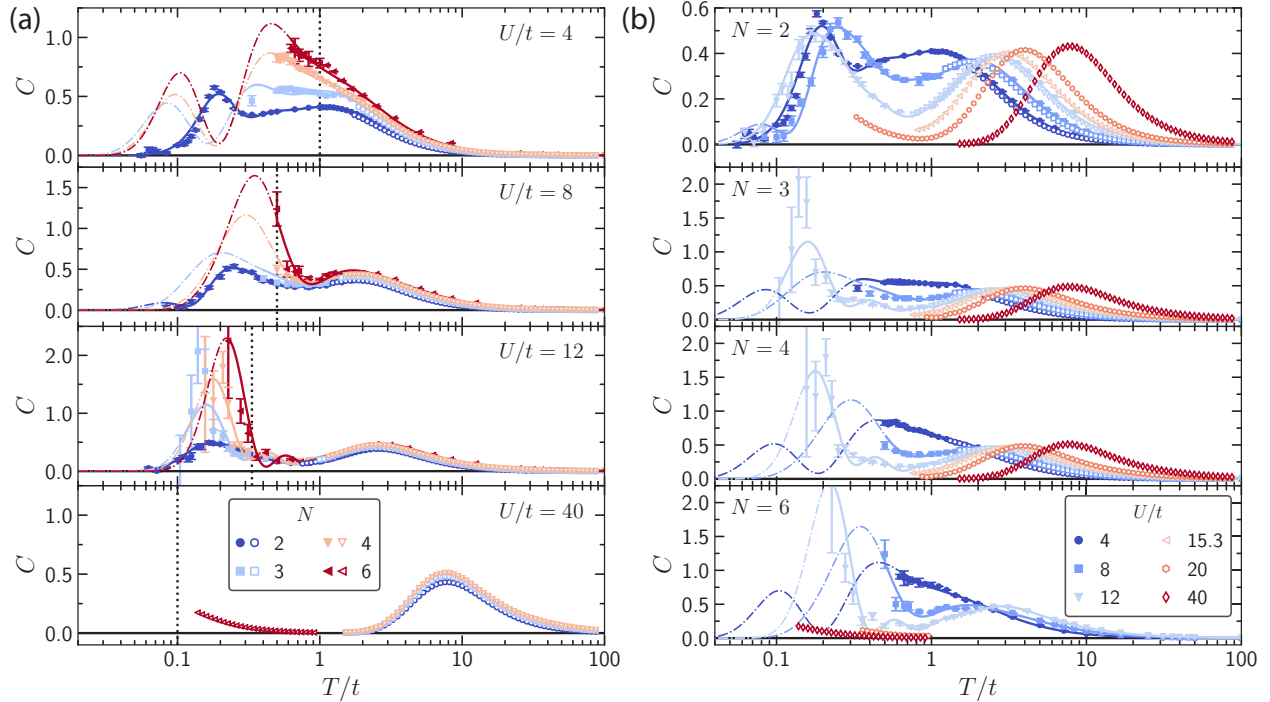 (a)
U/t = 4
C
1.0
0.5
0.0
U/t = 8
C
1.5
1.0
0.5
0.0
U/t = 12
C
2.0
1.0
0.0
U/t = 40
C
1.0
0.5
0.0
N
2 4
3 6
0.1 1 10 100
T/t
(b)
N = 2
C
0.6
0.4
0.2
0.0
N = 3
C
2.0
1.5
1.0
0.5
0.0
N = 4
C
2.0
1.5
1.0
0.5
0.0
N = 6
C
2.0
1.5
1.0
0.5
0.0
U/t
4 15.3
8 20
12 40
0.1 1 10 100
T/t